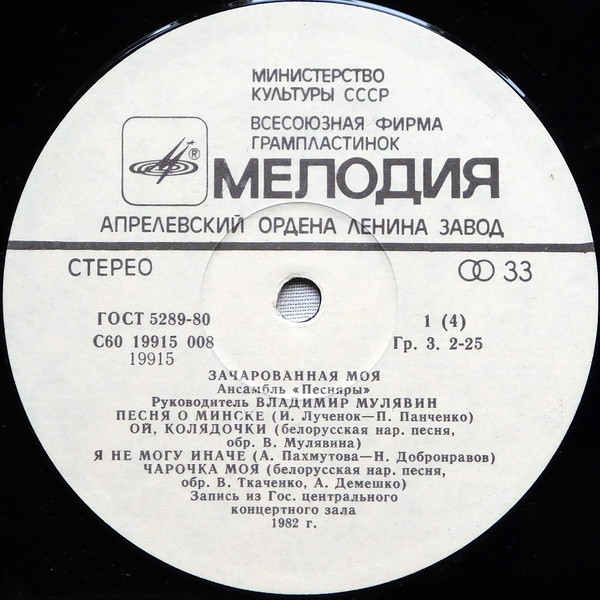 МИНИСТЕРСТВО
КУЛЬТУРЫ СССР
ВСЕСОЮЗНАЯ ФИРМА
ГРАМПЛАСТИНОК
® МЕЛОДИЯ
АПРЕЛЕВСКИЙ ОРДЕНА ЛЕНИНА ЗАВОД
СТЕРЕО 33
ГОСТ 5289-80 1 (4)
С60 19915 008 Гр. 3. 2-25
19915
ЗАЧАРОВАННАЯ МОЯ
Ансамбль «Песняры»
Руководитель ВЛАДИМИР МУЛЯВИН
ПЕСНЯ О МИНСКЕ (И. Лученок—П. Панченко)
ОЙ, КОЛЯДОЧКИ (белорусская нар. песня,
обр. В. Мулявина)
Я НЕ МОГУ ИНАЧЕ (А. Пахмутова—Н. Добронравов)
ЧАРОЧКА МОЯ (белорусская нар. песня,
обр. В. Ткаченко, А. Демешко)
Запись из Гос. центрального
концертного зала
1982 г.